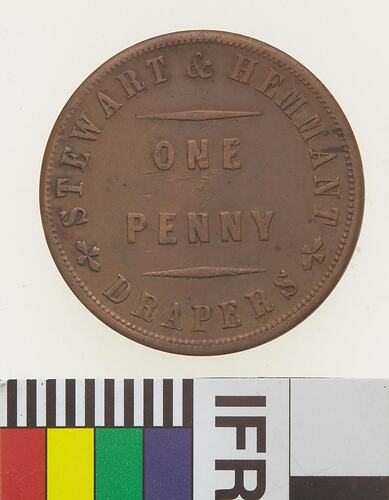 STEWART & HEMMANT
ONE
PENNY
DRAPERS
IFR